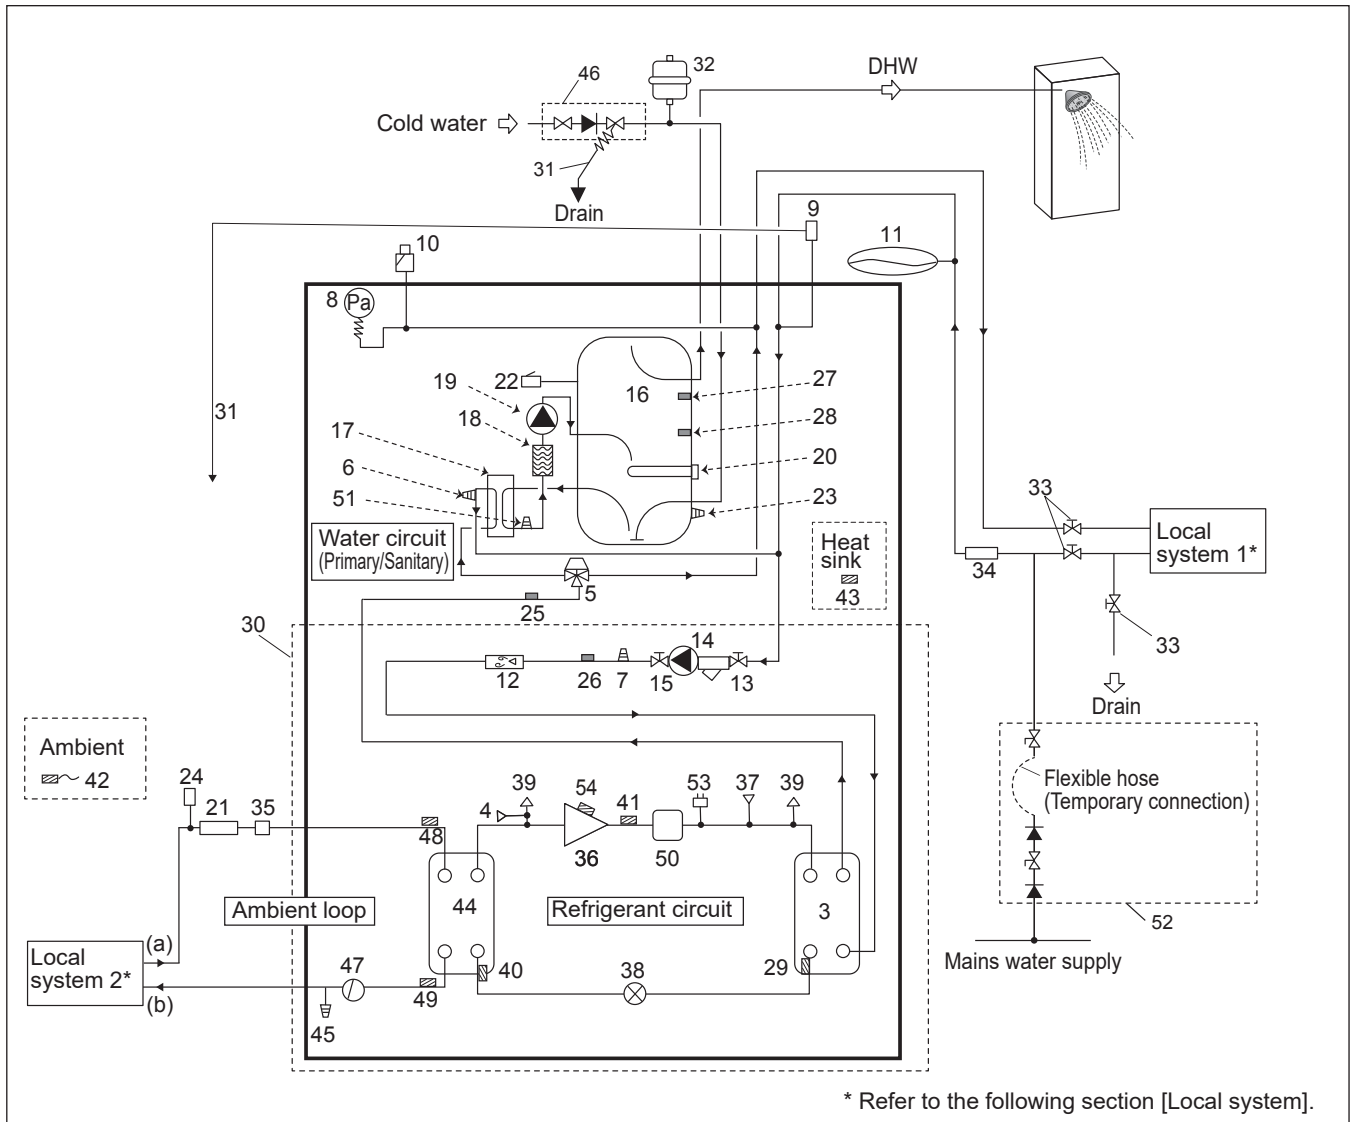 46
32
DHW
Cold water
31
Drain
9
10
11
8
Pa
31
22
19
18
17
6
51
16
27
28
20
23
Water circuit
(Primary/Sanitary)
5
25
Heat
sink
43
33
Local
system 1*
34
33
Drain
30
14
12
26
7
15
13
Ambient
42
24
21
35
48
4
39
54
41
53
37
39
36
50
44
3
Ambient loop
Refrigerant circuit
Flexible hose
(Temporary connection)
52
Mains water supply
Local
system 2*
(a)
(b)
47
49
40
38
29
45
* Refer to the following section [Local system].